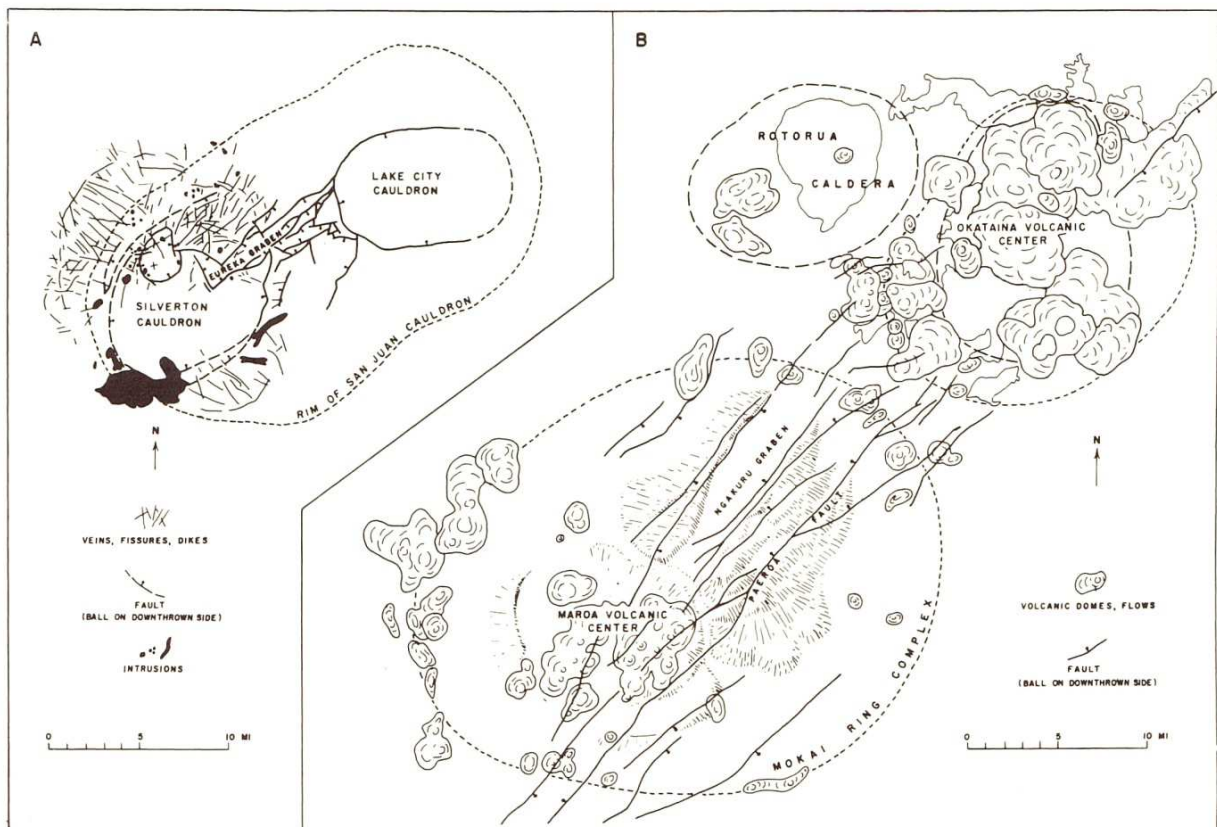 A
LAKE CITY
CAULDRON
EUREKA GRABEN
SILVERTON
CAULDRON
RIM OF SAN JUAN CAULDRON
N
VEINS, FISSURES, DIKES
FAULT
(BALL ON DOWNTHROWN SIDE)
INTRUSIONS
0 5 10 MI
B
ROTORUA
CALDERA
OKATAINA VOLCANIC
CENTER
NGAKURU GRABEN
PAEROA FAULT
MAROA VOLCANIC
CENTER
MOKAI RING COMPLEX
N
VOLCANIC DOMES, FLOWS
FAULT
(BALL ON DOWNTHROWN SIDE)
0 5 10 MI